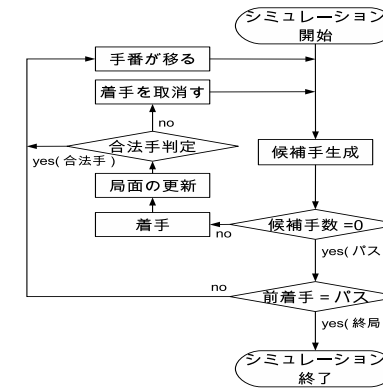 シミュレーション
開始
手番が移る
着手を取消す
no
合法手判定
yes(合法手)
候補手生成
局面の更新
着手
no
候補手数=0
yes(パス
no
前着手=パス
yes(終局
シミュレーション
終了